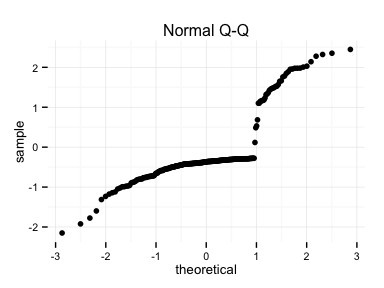 Normal Q-Q
2
1
0
-1
-2
sample
-3 -2 -1 0 1 2 3
theoretical